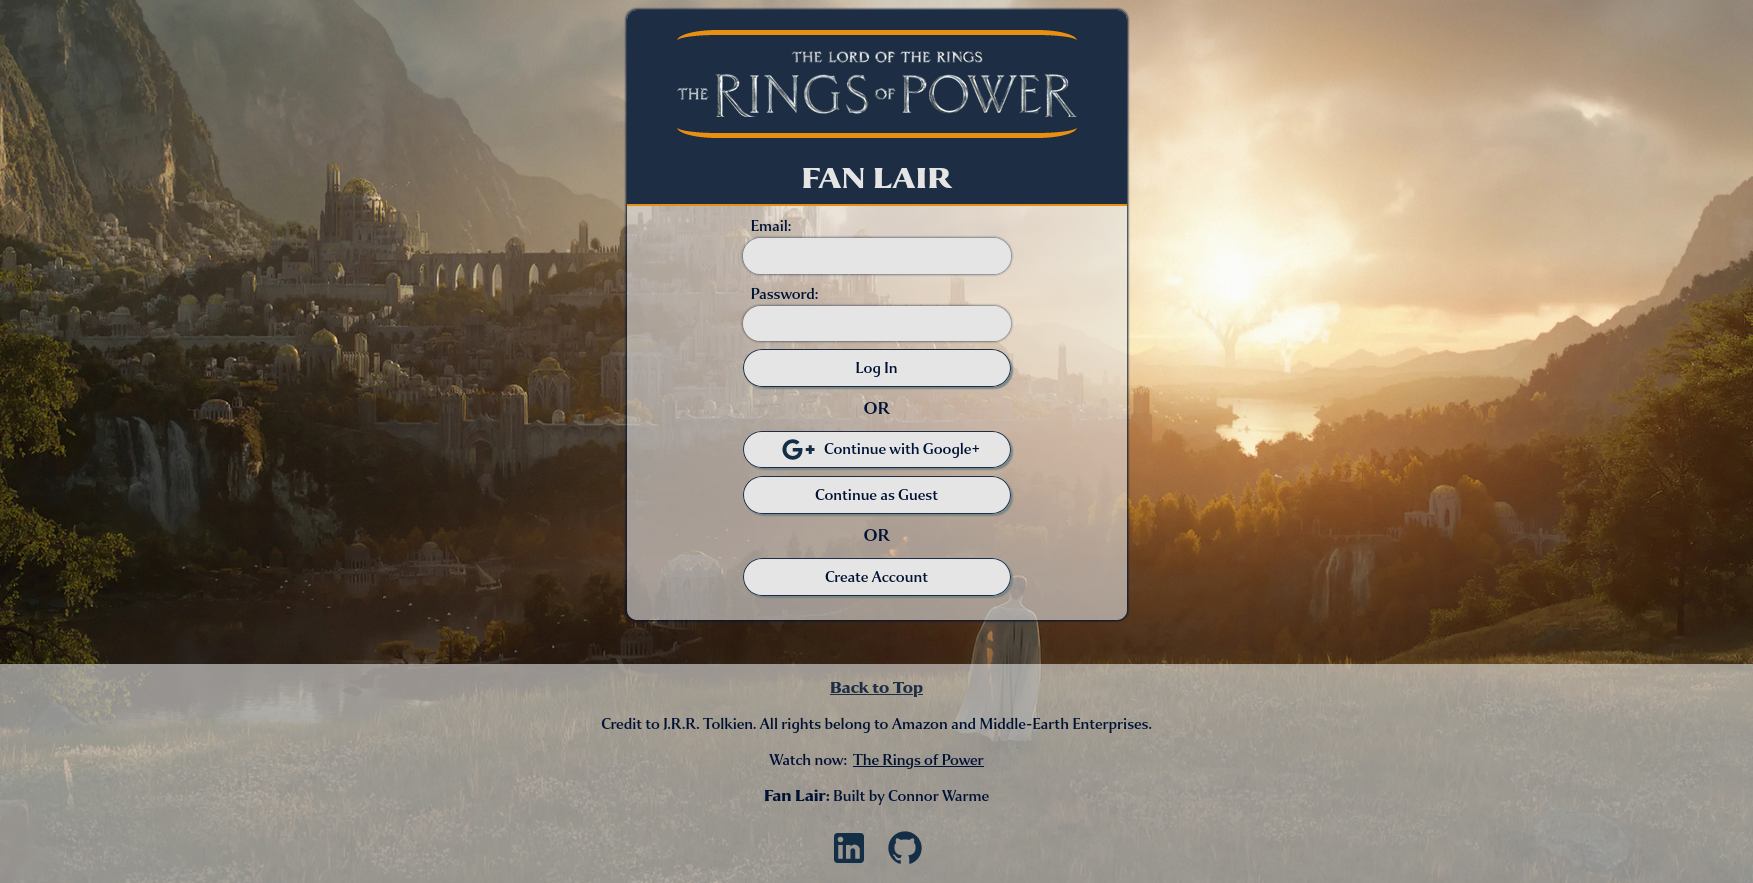 THE LORD OF THE RINGS
THE RINGS OF POWER
FAN LAIR
Email:
Password:
Log In
OR
G+ Continue with Google+
Continue as Guest
OR
Create Account
Back to Top
Credit to J.R.R. Tolkien. All rights belong to Amazon and Middle-Earth Enterprises.
Watch now: The Rings of Power
Fan Lair: Built by Connor Warme
in